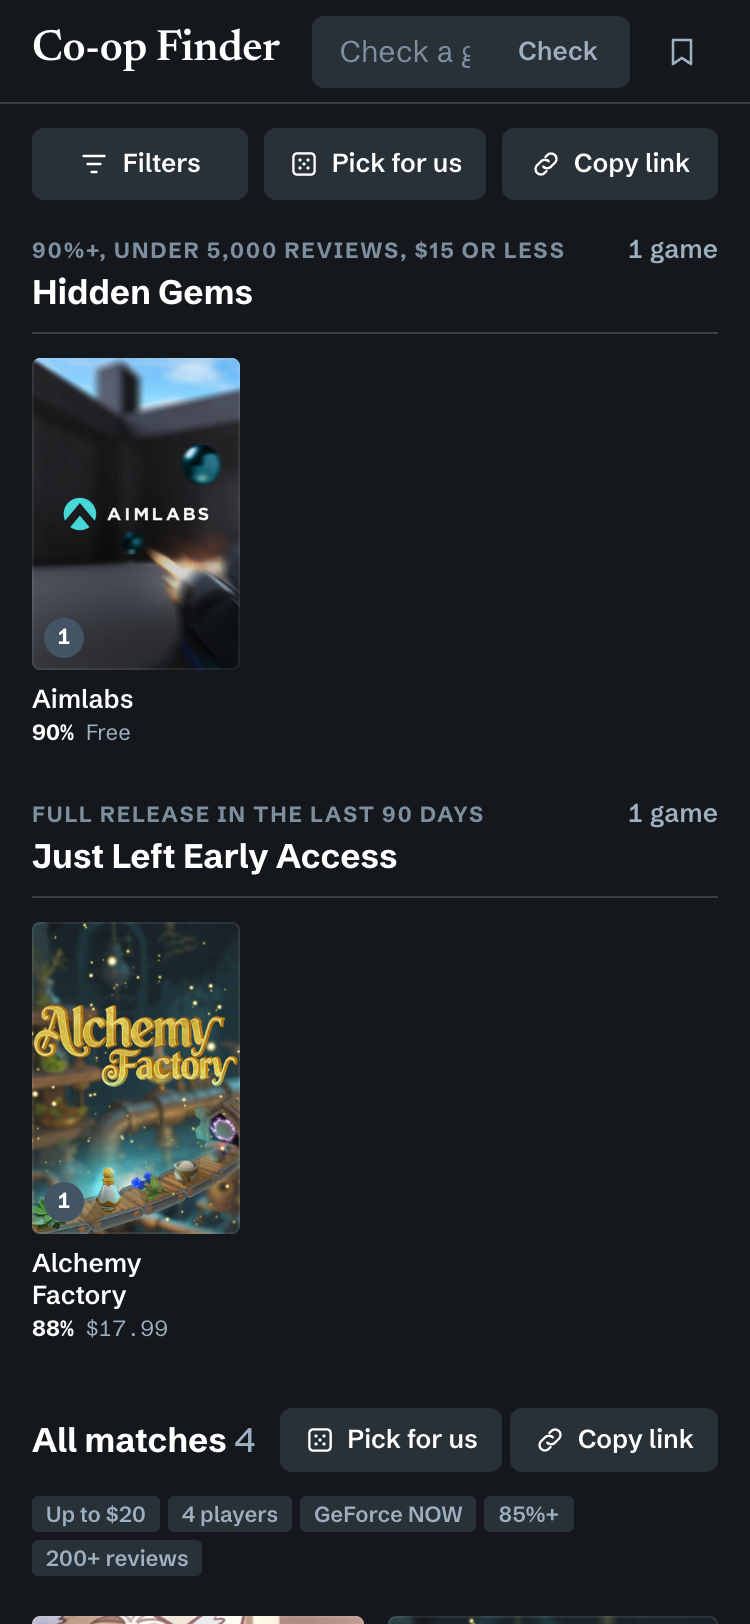 Co-op Finder
Check a g
Check
Filters
Pick for us
Copy link
90%+, UNDER 5,000 REVIEWS, $15 OR LESS
1 game
Hidden Gems
AIMLABS
1
Aimlabs
90% Free
FULL RELEASE IN THE LAST 90 DAYS
1 game
Just Left Early Access
Alchemy
Factory
1
Alchemy
Factory
88% $17.99
All matches 4
Pick for us
Copy link
Up to $20
4 players
GeForce NOW
85%+
200+ reviews